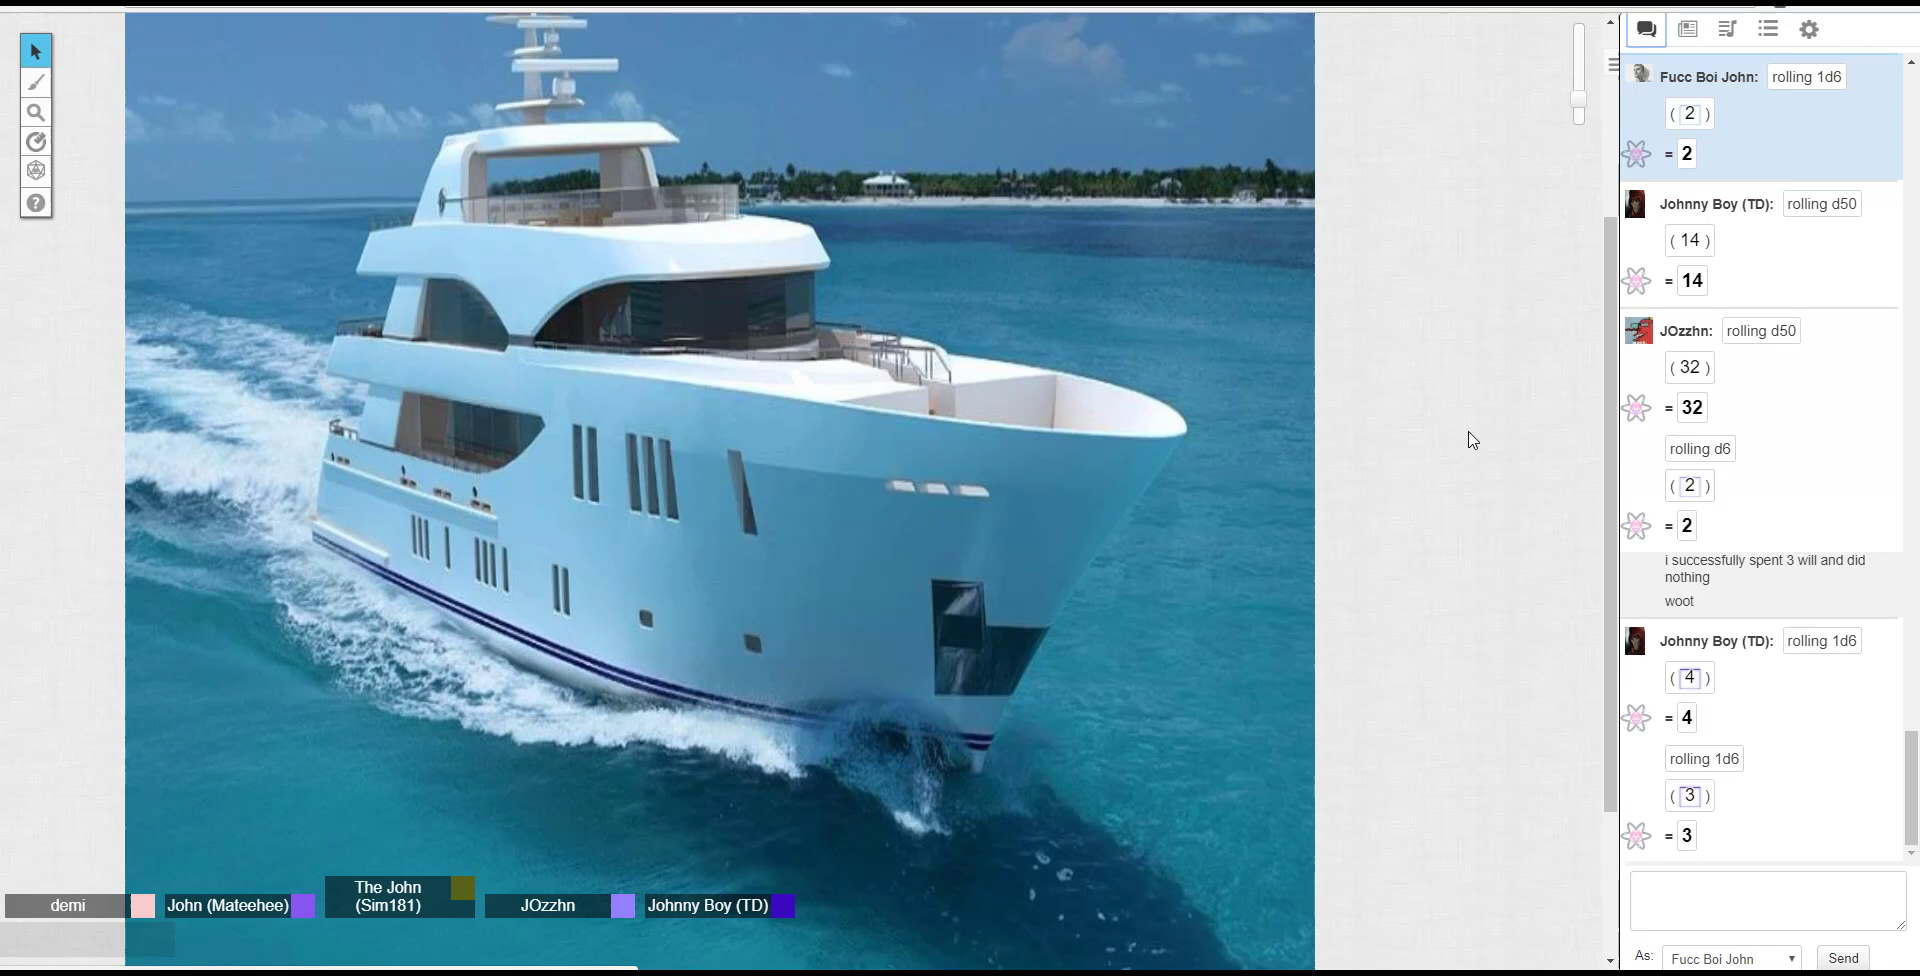 Fucc Boi John: rolling 1d6
( 2 )
= 2
Johnny Boy (TD): rolling d50
( 14 )
= 14
JOzzhn: rolling d50
( 32 )
= 32
rolling d6
( 2 )
= 2
i successfully spent 3 will and did
nothing
woot
Johnny Boy (TD): rolling 1d6
( 4 )
= 4
rolling 1d6
( 3 )
= 3
demi
John (Mateehee)
The John
(Sim181)
JOzzhn
Johnny Boy (TD)
As: Fucc Boi John
Send